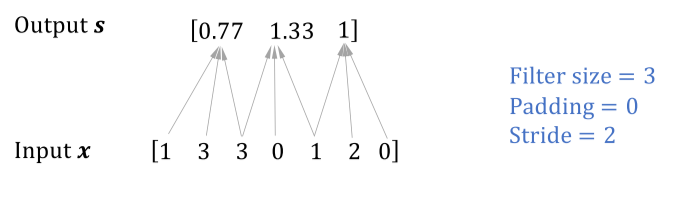 Output s [0.77 1.33 1]
Filter size = 3
Padding = 0
Stride = 2
Input x [1 3 3 0 1 2 0]